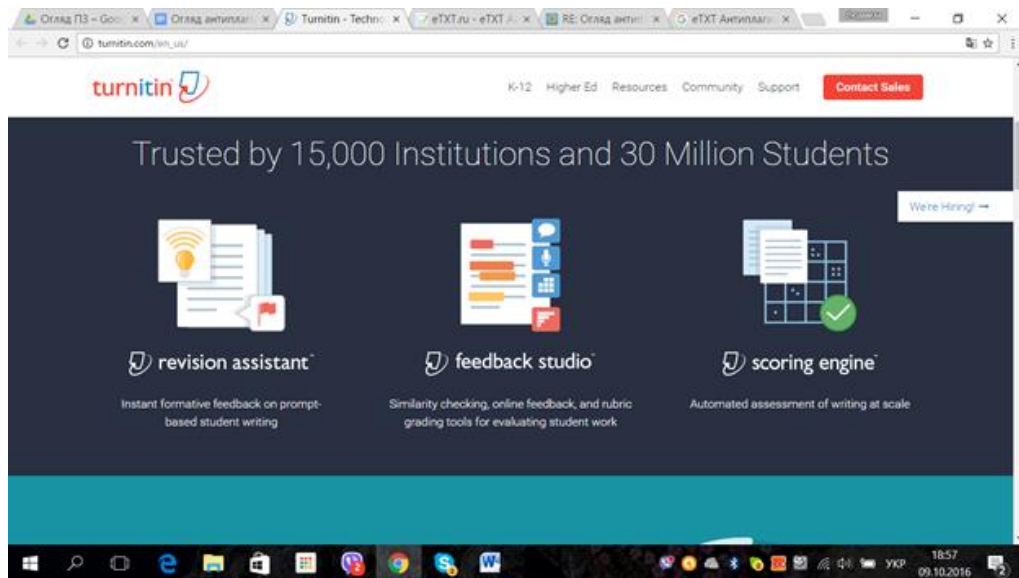 Огляд ПЗ – Goo
Огляд антиплаг
Turnitin - Techno
eTXT.ru - eTXT А
RE: Огляд антип
eTXT Антиплаги
turnitin.com/en_us/
turnitin
K-12 Higher Ed Resources Community Support Contact Sales
Trusted by 15,000 Institutions and 30 Million Students
We're Hiring! →
revision assistant
feedback studio
scoring engine
Instant formative feedback on prompt-
based student writing
Similarity checking, online feedback, and rubric
grading tools for evaluating student work
Automated assessment of writing at scale
УКР
18:57
09.10.2016